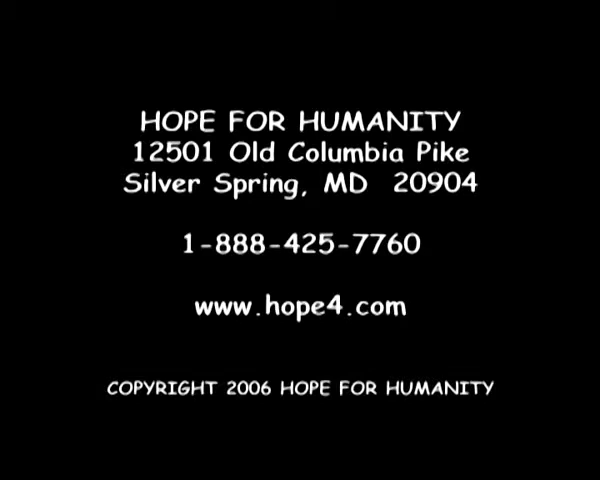 HOPE FOR HUMANITY
12501 Old Columbia Pike
Silver Spring, MD 20904
1-888-425-7760
www.hope4.com
COPYRIGHT 2006 HOPE FOR HUMANITY